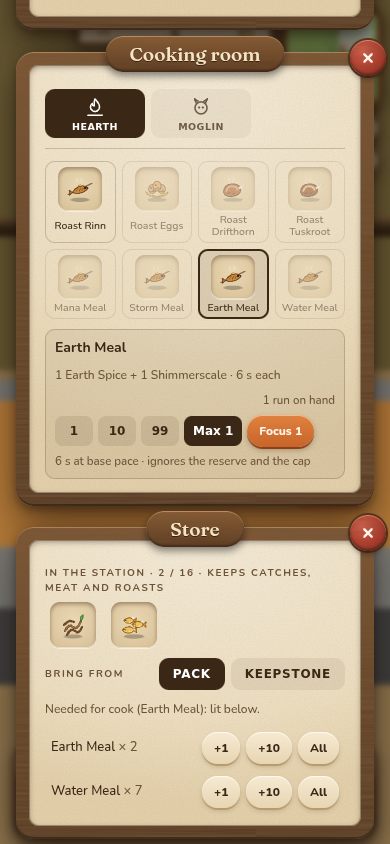 Cooking room
×
HEARTH
MOGLIN
Roast Rinn
Roast Eggs
Roast
Drifthorn
Roast
Tuskroot
Mana Meal
Storm Meal
Earth Meal
Water Meal
Earth Meal
1 Earth Spice + 1 Shimmerscale · 6 s each
1 run on hand
1
10
99
Max 1
Focus 1
6 s at base pace · ignores the reserve and the cap
Store
×
IN THE STATION · 2 / 16 · KEEPS CATCHES,
MEAT AND ROASTS
BRING FROM
PACK
KEEPSTONE
Needed for cook (Earth Meal): lit below.
Earth Meal × 2
+1
+10
All
Water Meal × 7
+1
+10
All